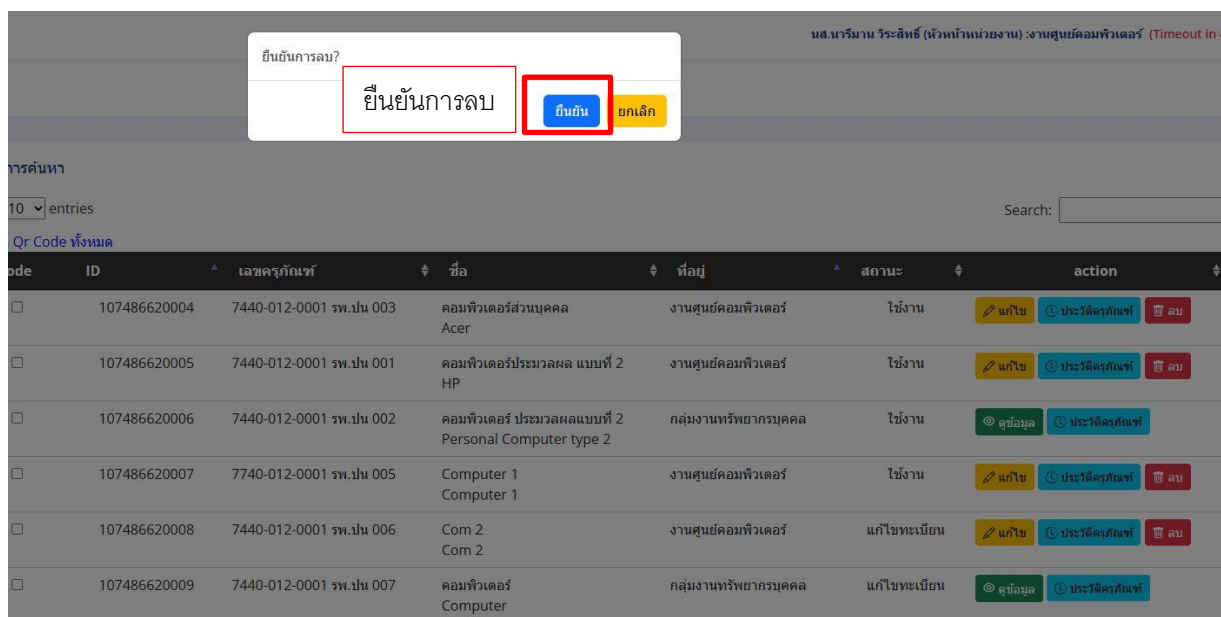 นส.นารีมาน วิระสิทธิ์ (หัวหน้าหน่วยงาน) :งานศูนย์คอมพิวเตอร์ (Timeout in
ยืนยันการลบ?
ยืนยันการลบ
ยืนยัน ยกเลิก
การค้นหา
10 entries
Search:
Qr Code ทั้งหมด
ode ID เลขครุภัณฑ์ ชื่อ ที่อยู่ สถานะ action
107486620004 7440-012-0001 รพ.ปน 003 คอมพิวเตอร์ส่วนบุคคล งานศูนย์คอมพิวเตอร์ ใช้งาน แก้ไข ประวัติครุภัณฑ์ ลบ
Acer
107486620005 7440-012-0001 รพ.ปน 001 คอมพิวเตอร์ประมวลผล แบบที่ 2 งานศูนย์คอมพิวเตอร์ ใช้งาน แก้ไข ประวัติครุภัณฑ์ ลบ
HP
107486620006 7440-012-0001 รพ.ปน 002 คอมพิวเตอร์ ประมวลผลแบบที่ 2 กลุ่มงานทรัพยากรบุคคล ใช้งาน ดูข้อมูล ประวัติครุภัณฑ์
Personal Computer type 2
107486620007 7740-012-0001 รพ.ปน 005 Computer 1 งานศูนย์คอมพิวเตอร์ ใช้งาน แก้ไข ประวัติครุภัณฑ์ ลบ
Computer 1
107486620008 7440-012-0001 รพ.ปน 006 Com 2 งานศูนย์คอมพิวเตอร์ แก้ไขทะเบียน แก้ไข ประวัติครุภัณฑ์ ลบ
Com 2
107486620009 7440-012-0001 รพ.ปน 007 คอมพิวเตอร์ กลุ่มงานทรัพยากรบุคคล แก้ไขทะเบียน ดูข้อมูล ประวัติครุภัณฑ์
Computer